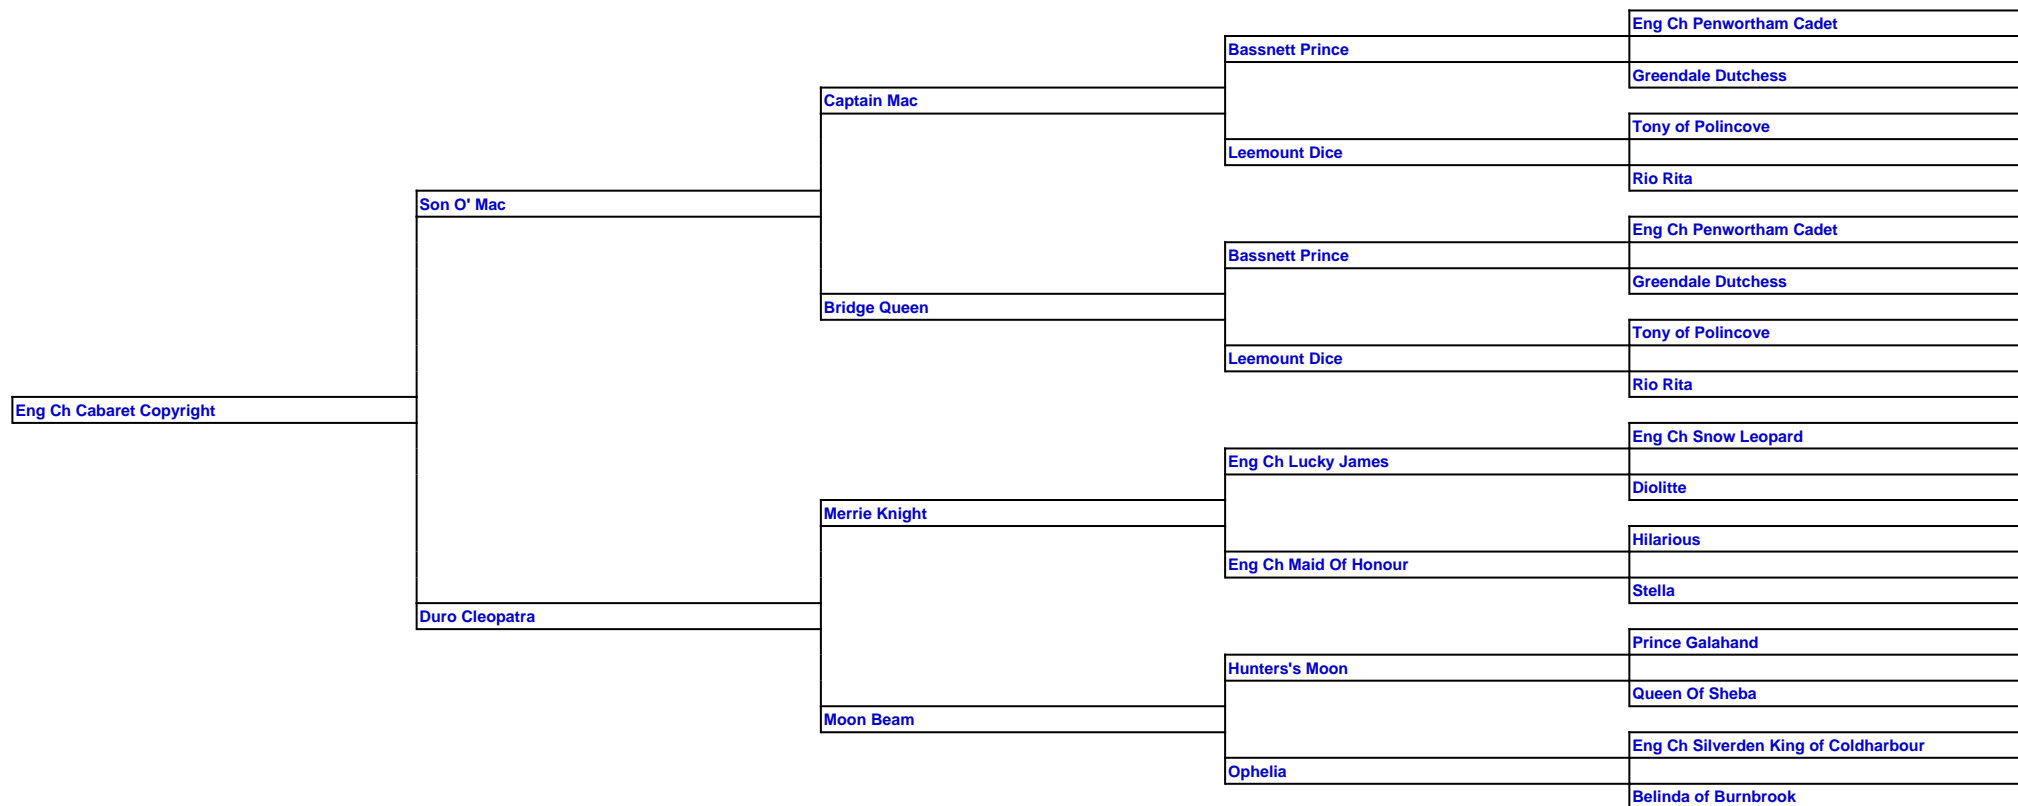 Eng Ch Penwortham Cadet
Bassnett Prince
Greendale Dutchess
Captain Mac
Tony of Polincove
Leemount Dice
Rio Rita
Son O' Mac
Eng Ch Penwortham Cadet
Bassnett Prince
Greendale Dutchess
Bridge Queen
Tony of Polincove
Leemount Dice
Rio Rita
Eng Ch Cabaret Copyright
Eng Ch Snow Leopard
Eng Ch Lucky James
Diolitte
Merrie Knight
Hilarious
Eng Ch Maid Of Honour
Stella
Duro Cleopatra
Prince Galahand
Hunters's Moon
Queen Of Sheba
Moon Beam
Eng Ch Silverden King of Coldharbour
Ophelia
Belinda of Burnbrook